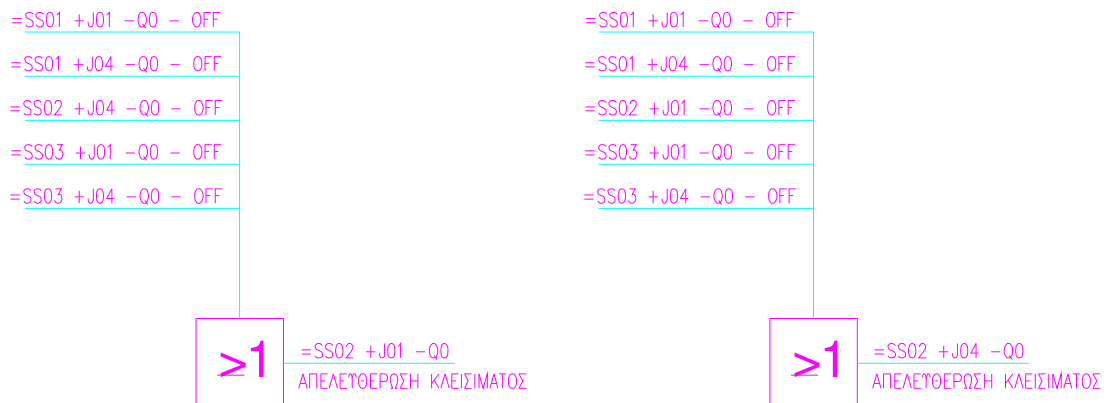 =SS01 +J01 -Q0 - OFF
=SS01 +J04 -Q0 - OFF
=SS02 +J04 -Q0 - OFF
=SS03 +J01 -Q0 - OFF
=SS03 +J04 -Q0 - OFF
≥1
=SS02 +J01 -Q0
ΑΠΕΛΕΥΘΕΡΩΣΗ ΚΛΕΙΣΙΜΑΤΟΣ
=SS01 +J01 -Q0 - OFF
=SS01 +J04 -Q0 - OFF
=SS02 +J01 -Q0 - OFF
=SS03 +J01 -Q0 - OFF
=SS03 +J04 -Q0 - OFF
≥1
=SS02 +J04 -Q0
ΑΠΕΛΕΥΘΕΡΩΣΗ ΚΛΕΙΣΙΜΑΤΟΣ